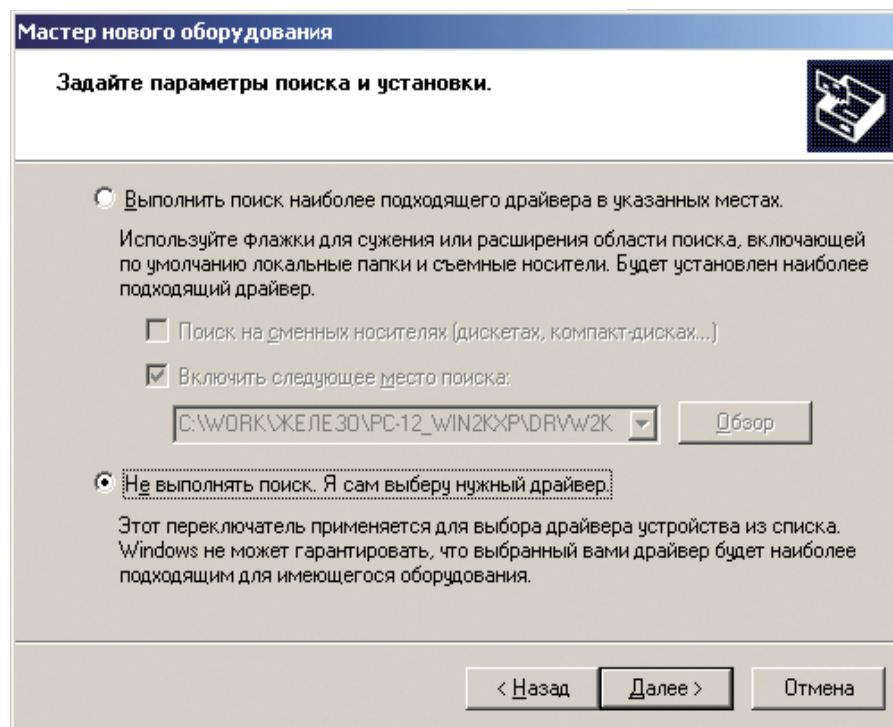 Мастер нового оборудования
Задайте параметры поиска и установки.
Выполнить поиск наиболее подходящего драйвера в указанных местах.
Используйте флажки для сужения или расширения области поиска, включающей
по умолчанию локальные папки и съемные носители. Будет установлен наиболее
подходящий драйвер.
Поиск на сменных носителях (дискетах, компакт-дисках...)
Включить следующее место поиска:
C:\WORK\ЖЕЛЕЗО\PC-12_WIN2KXP\DRVW2K
Обзор
Не выполнять поиск. Я сам выберу нужный драйвер.
Этот переключатель применяется для выбора драйвера устройства из списка.
Windows не может гарантировать, что выбранный вами драйвер будет наиболее
подходящим для имеющегося оборудования.
< Назад Далее > Отмена